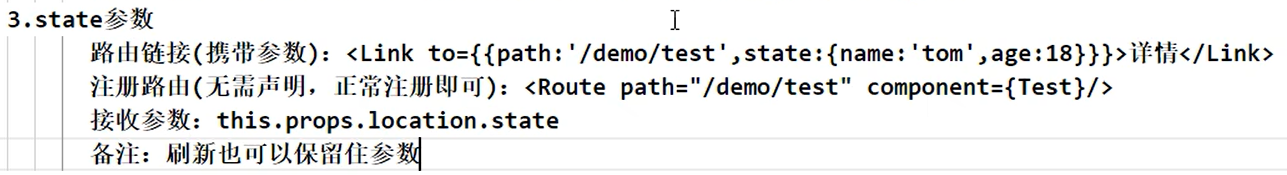 3.state参数
路由链接(携带参数)：<Link to={{path:'/demo/test',state:{name:'tom',age:18}}}>详情</Link>
注册路由(无需声明，正常注册即可)：<Route path="/demo/test" component={Test}/>
接收参数：this.props.location.state
备注：刷新也可以保留住参数